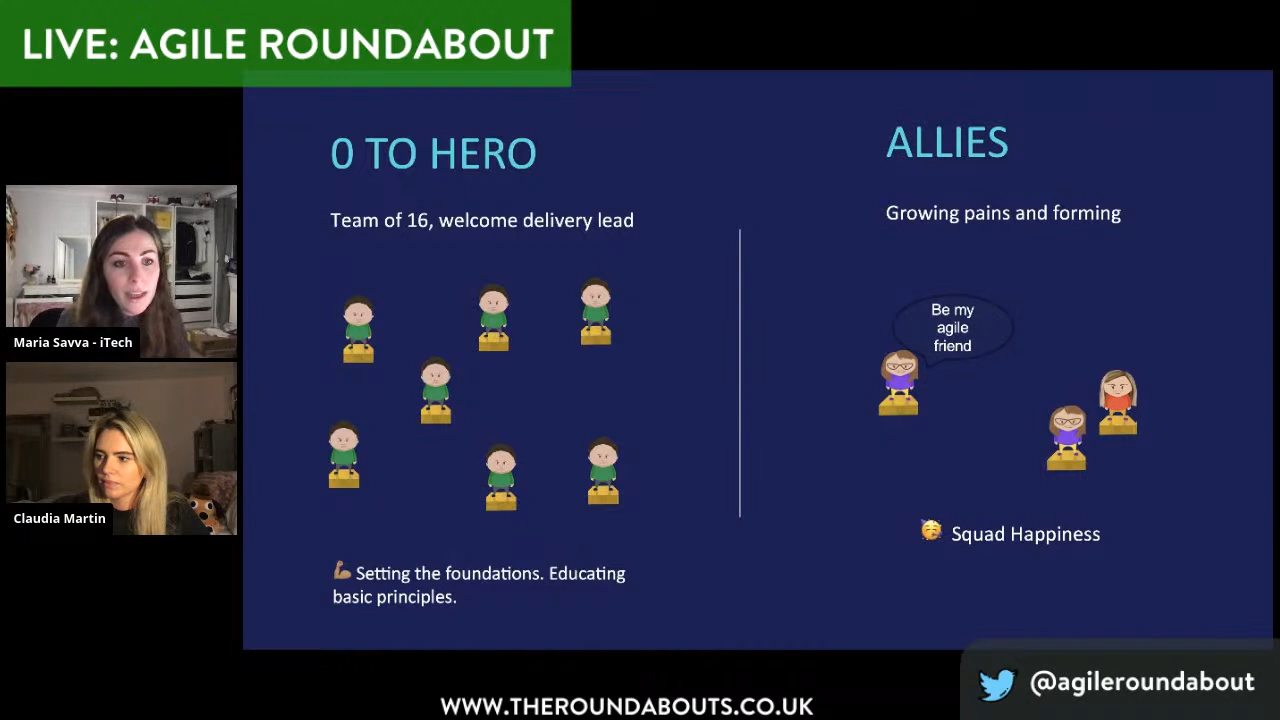 LIVE: AGILE ROUNDABOUT
0 TO HERO
Team of 16, welcome delivery lead
Setting the foundations. Educating
basic principles.
ALLIES
Growing pains and forming
Be my
agile
friend
Squad Happiness
Maria Savva - iTech
Claudia Martin
@agileroundabout
WWW.THEROUNDABOUTS.CO.UK